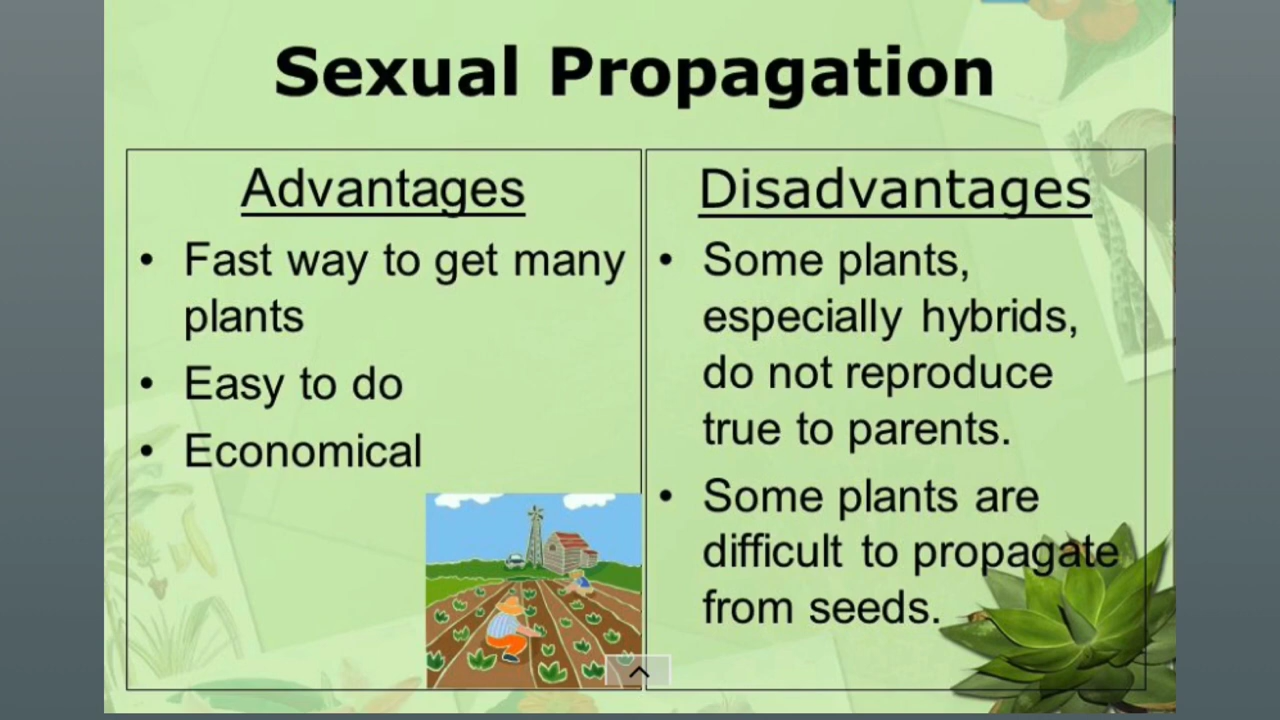 Sexual Propagation
Advantages
• Fast way to get many
plants
• Easy to do
• Economical
Disadvantages
• Some plants,
especially hybrids,
do not reproduce
true to parents.
• Some plants are
difficult to propagate
from seeds.